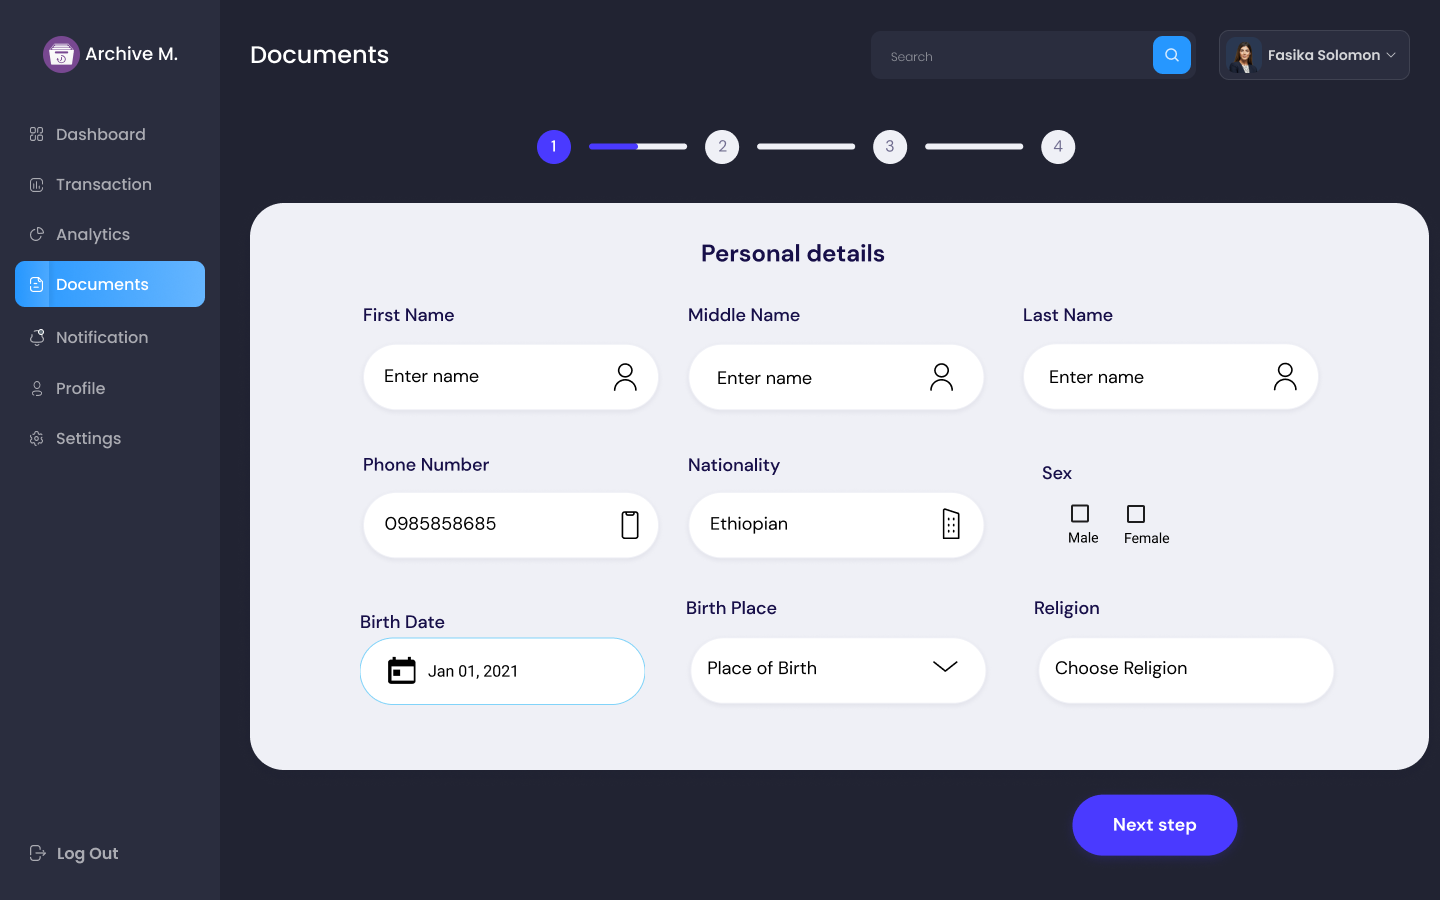 Archive M.
Documents
Search
Fasika Solomon
Dashboard
Transaction
Analytics
Documents
Notification
Profile
Settings
Log Out
1
2
3
4
Personal details
First Name
Middle Name
Last Name
Enter name
Enter name
Enter name
Phone Number
Nationality
Sex
0985858685
Ethiopian
Male
Female
Birth Date
Birth Place
Religion
Jan 01, 2021
Place of Birth
Choose Religion
Next step